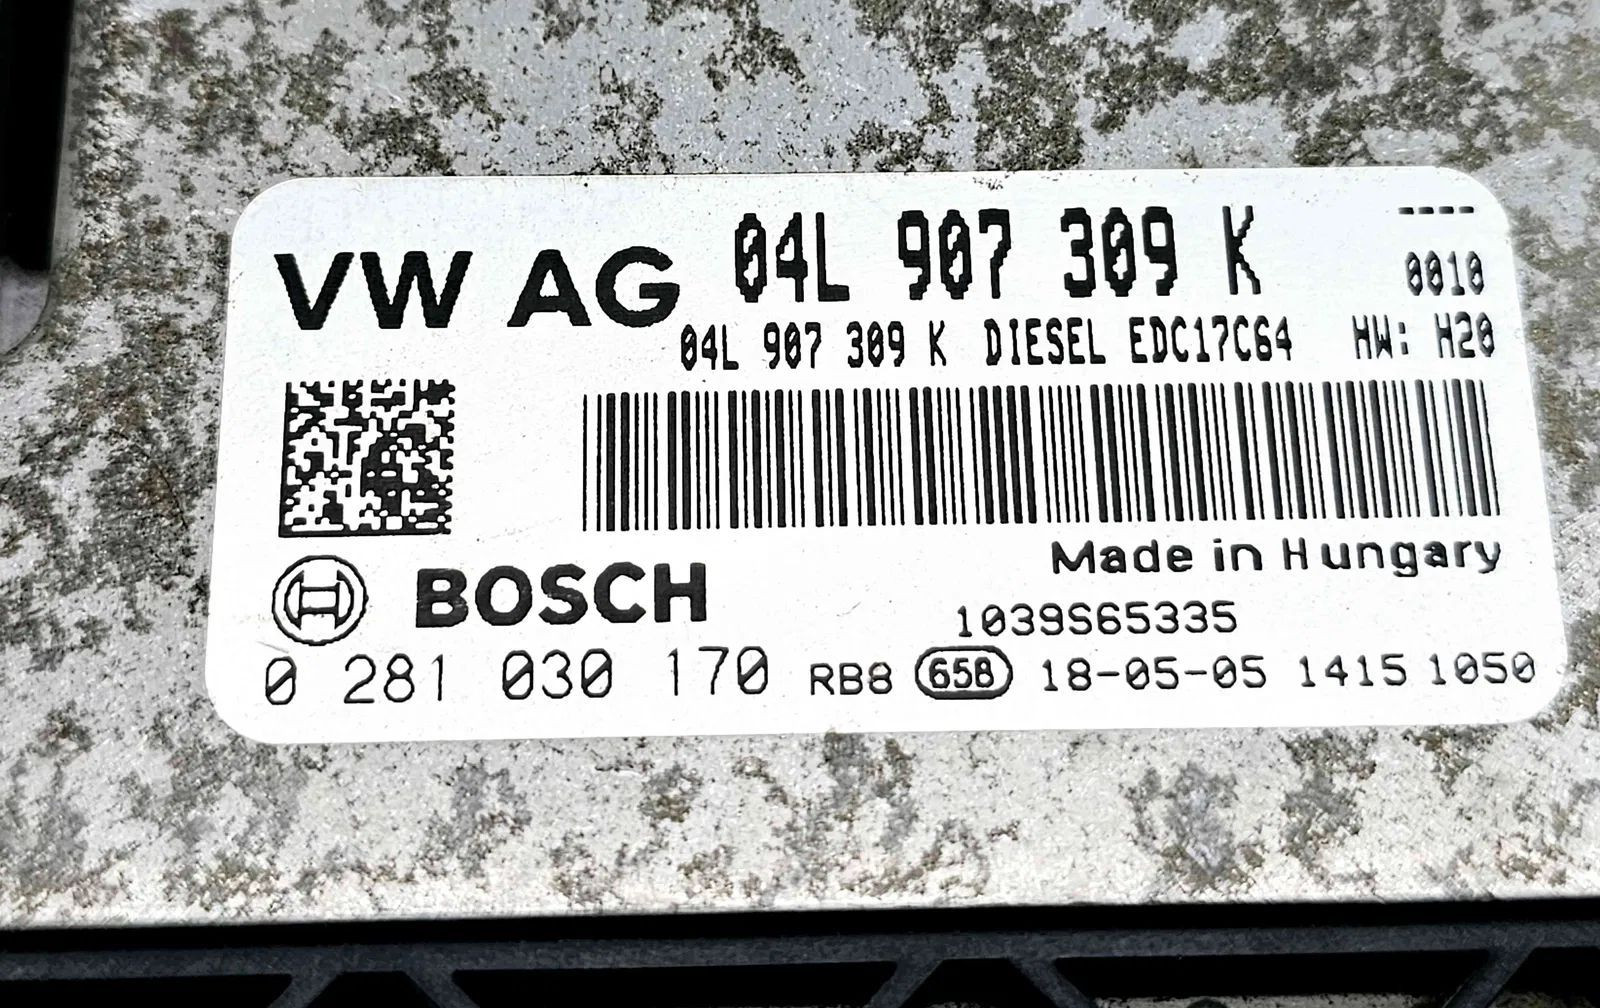 VW AG 04L 907 309 K ----
0010
04L 907 309 K DIESEL EDC17C64 HW: H20
Made in Hungary
BOSCH
1039S65335
0 281 030 170 RB8 658 18-05-05 1415 1050